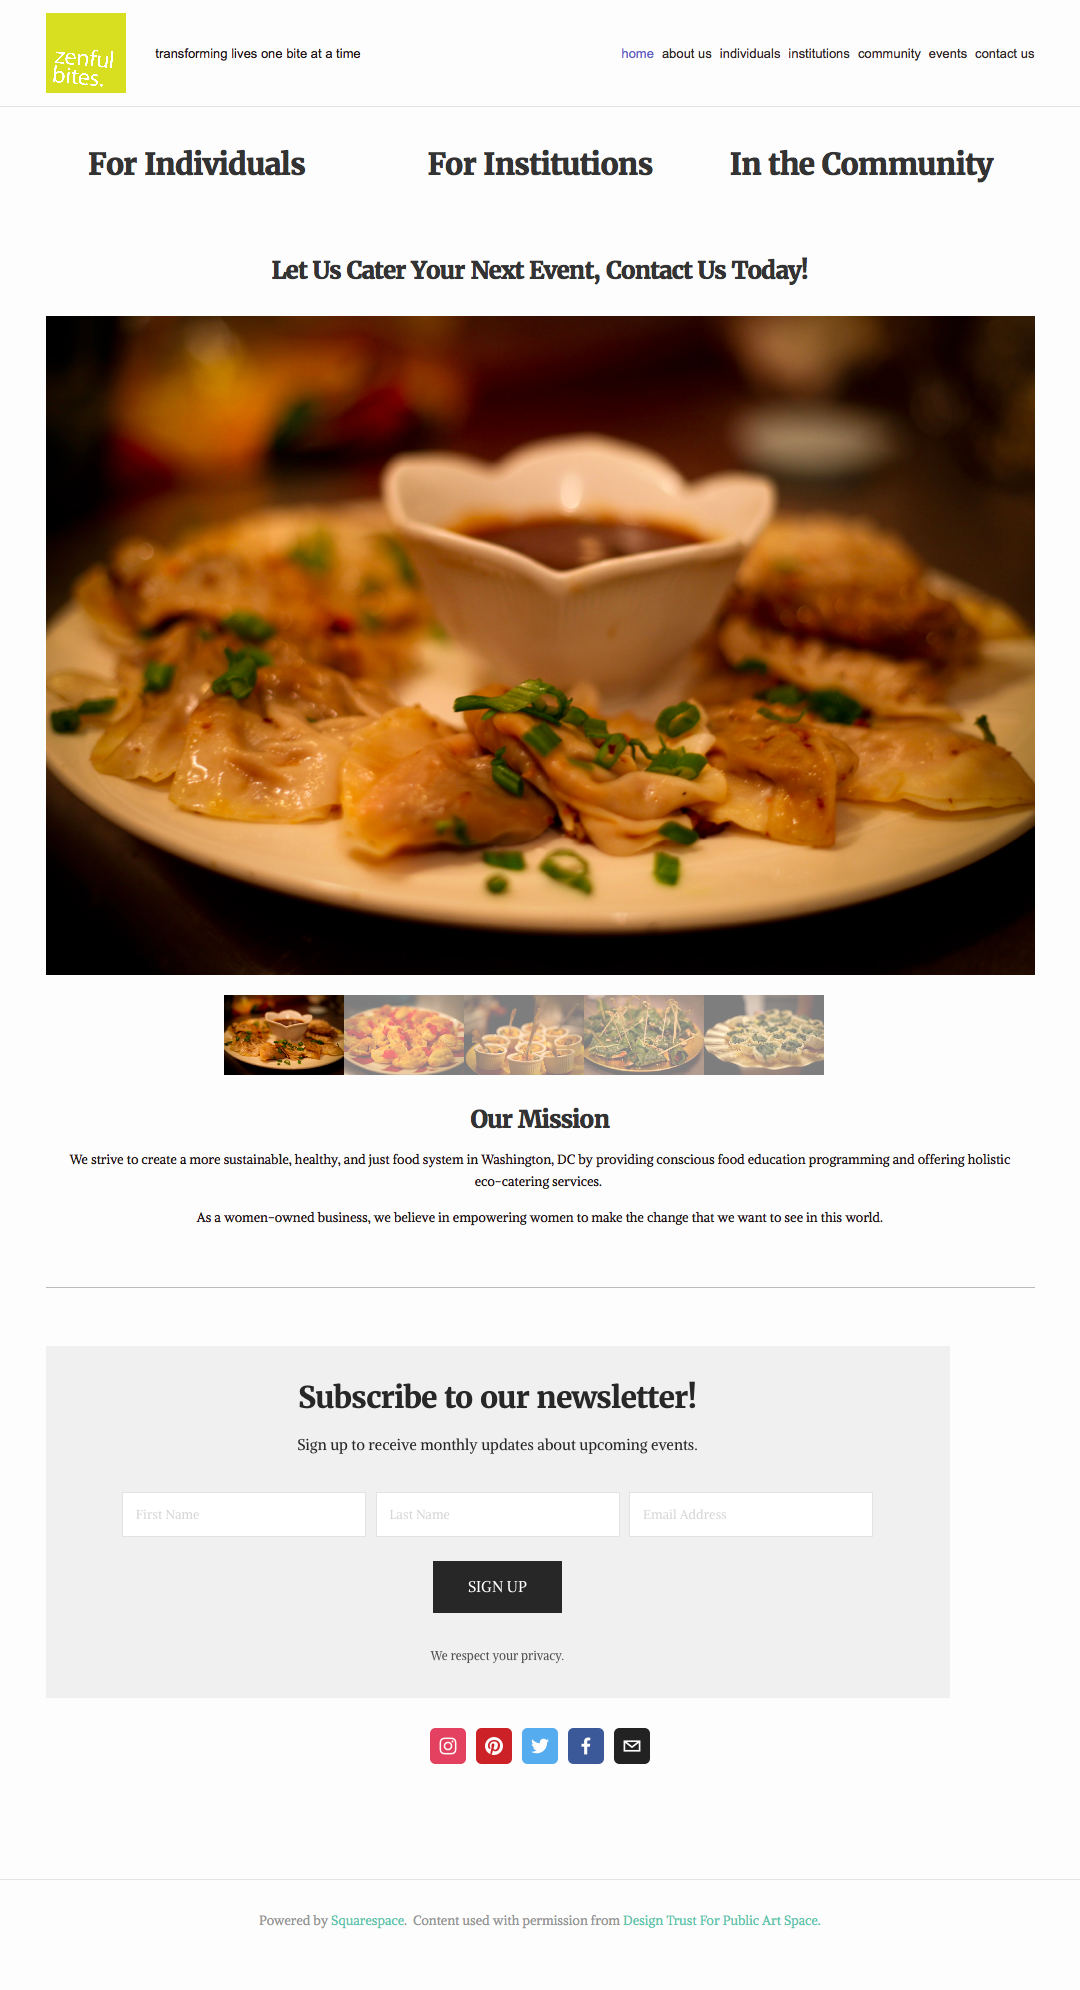 zenful
bites.
transforming lives one bite at a time
home about us individuals institutions community events contact us
For Individuals
For Institutions
In the Community
Let Us Cater Your Next Event, Contact Us Today!
Our Mission
We strive to create a more sustainable, healthy, and just food system in Washington, DC by providing conscious food education programming and offering holistic
eco-catering services.
As a women-owned business, we believe in empowering women to make the change that we want to see in this world.
Subscribe to our newsletter!
Sign up to receive monthly updates about upcoming events.
First Name
Last Name
Email Address
SIGN UP
We respect your privacy.
Powered by Squarespace. Content used with permission from Design Trust For Public Art Space.